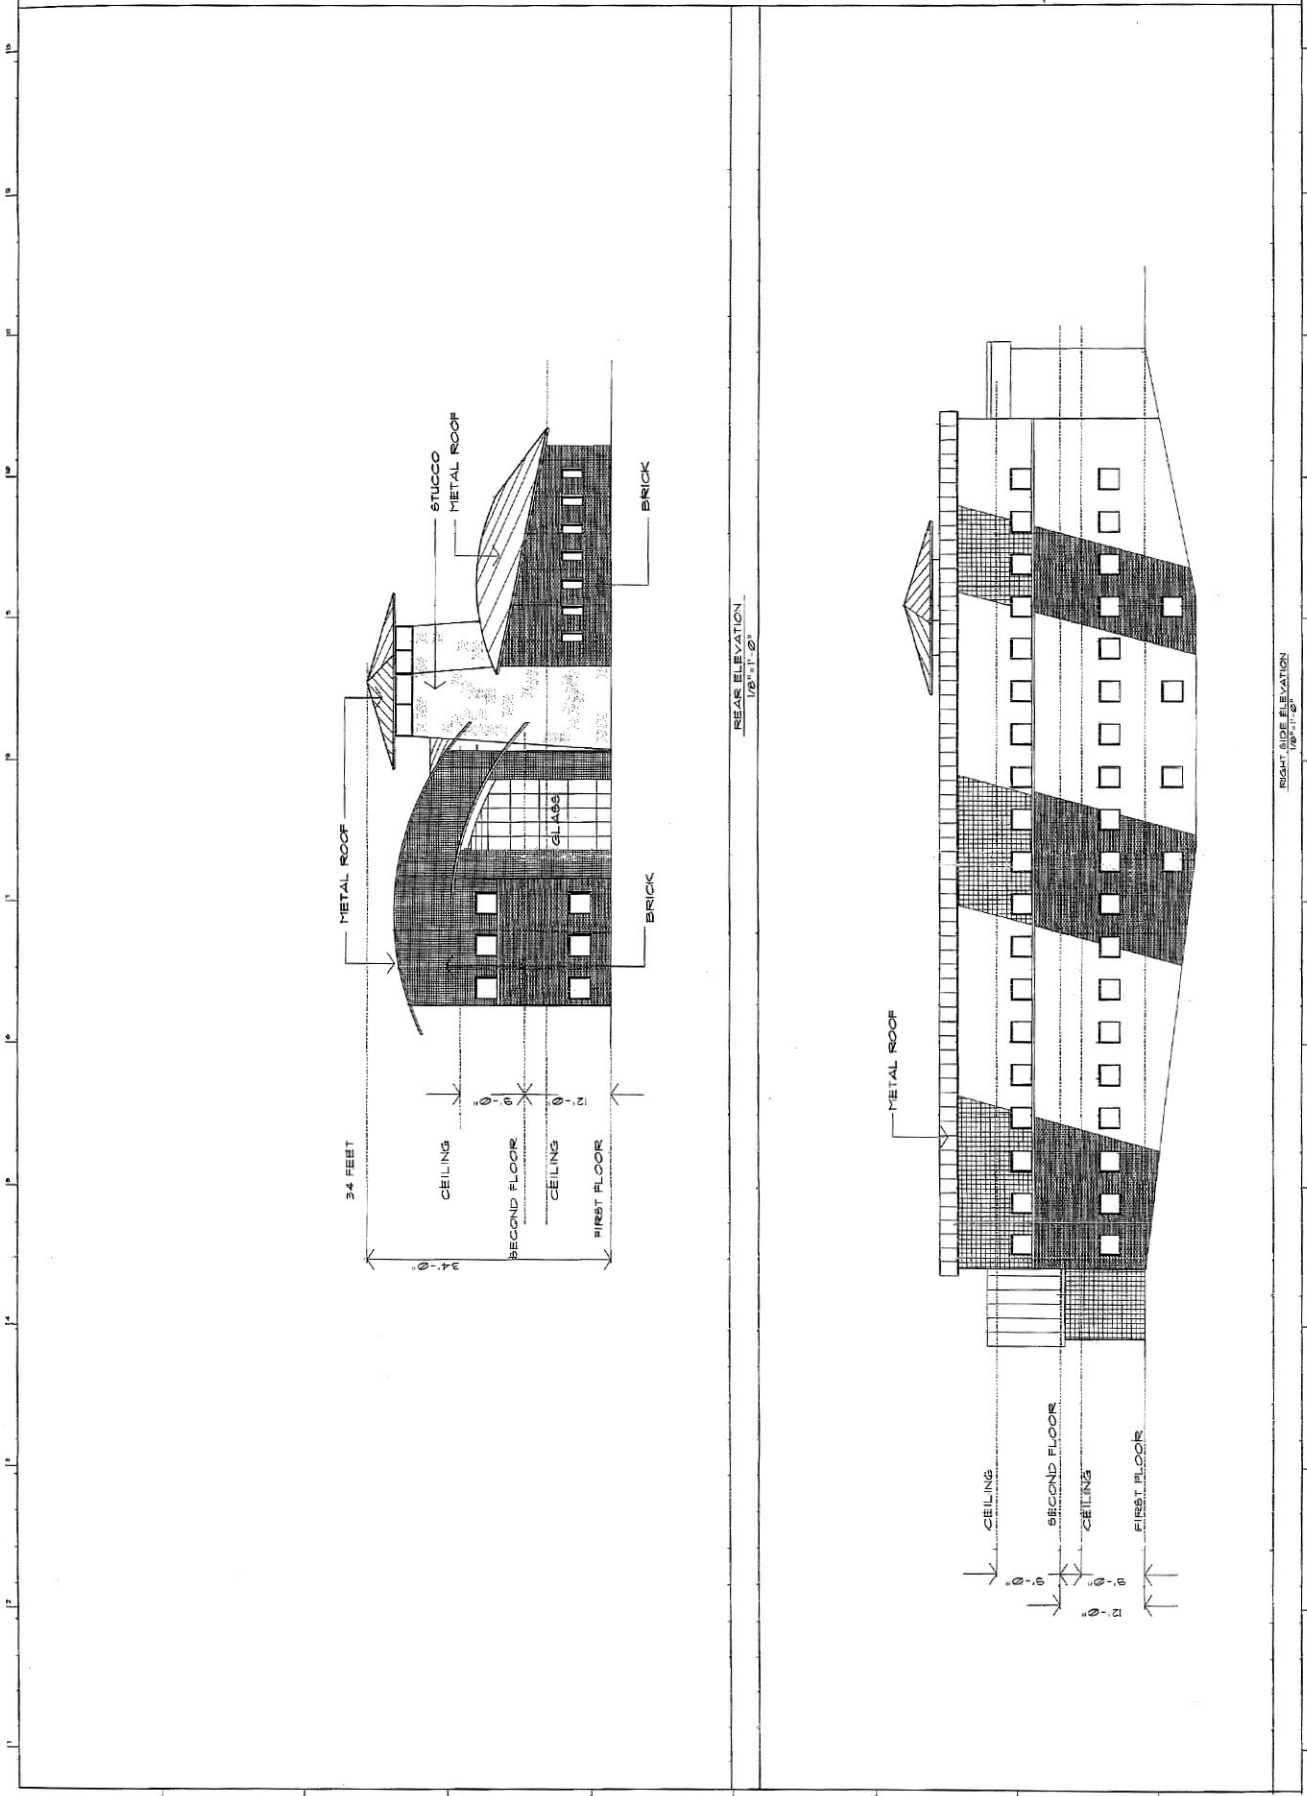 34 FEET
METAL ROOF
STUCCO
METAL ROOF
CEILING
9'-0"
SECOND FLOOR
GLASS
CEILING
12'-0"
FIRST FLOOR
34'-0"
BRICK
BRICK
REAR ELEVATION
1/8"=1'-0"
METAL ROOF
CEILING
9'-0"
SECOND FLOOR
CEILING
9'-0"
12'-0"
FIRST FLOOR
RIGHT SIDE ELEVATION
1/8"=1'-0"